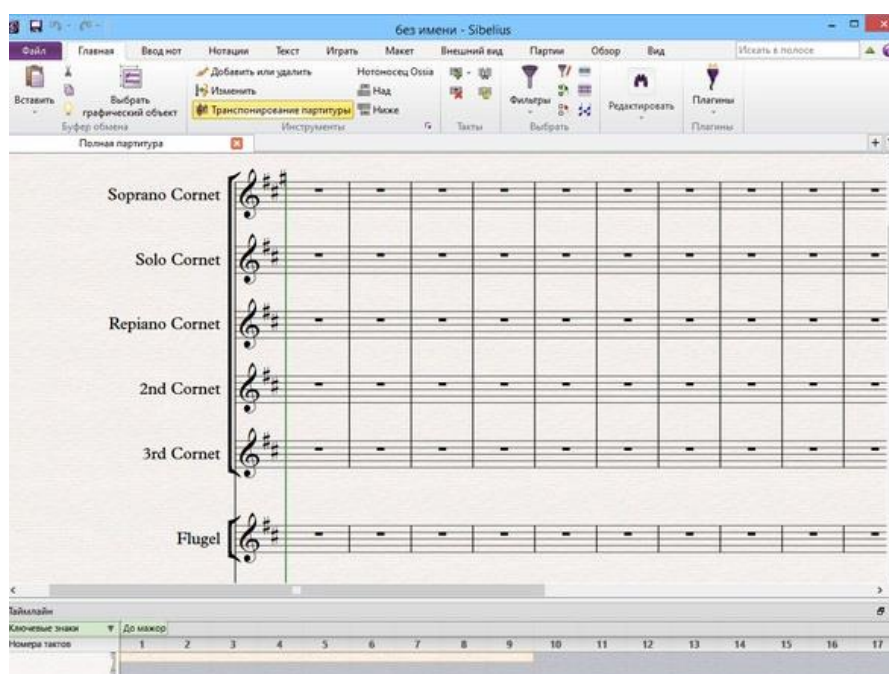 без имени - Sibelius
Файл Главная Ввод нот Нотации Текст Играть Макет Внешний вид Партии Обзор Вид Искать в полосе
Вставить
Выбрать графический объект
Буфер обмена
Добавить или удалить
Изменить
Транспонирование партитуры
Нотоносец Ossia
Над
Ниже
Инструменты
Такты
Фильтры
Выбрать
Редактировать
Плагины
Плагины
Полная партитура
Soprano Cornet
Solo Cornet
Repiano Cornet
2nd Cornet
3rd Cornet
Flugel
Таймлайн
Ключевые знаки До мажор
Номера тактов 1 2 3 4 5 6 7 8 9 10 11 12 13 14 15 16 17